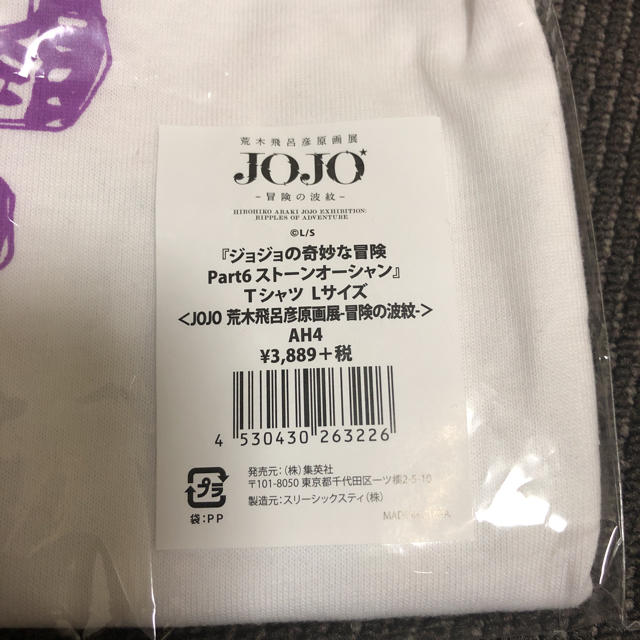 荒木飛呂彦原画展
JOJO
-冒険の波紋-
HIROHIKO ARAKI JOJO EXHIBITION:
RIPPLES OF ADVENTURE
©L/S
『ジョジョの奇妙な冒険
Part6 ストーンオーシャン』
Tシャツ Lサイズ
<JOJO 荒木飛呂彦原画展-冒険の波紋->
AH4
¥3,889+税
4 530430 263226
発売元:(株)集英社
〒101-8050 東京都千代田区一ツ橋2-5-10
製造元:スリーシックスティ(株)
プラ
袋:PP
MADE